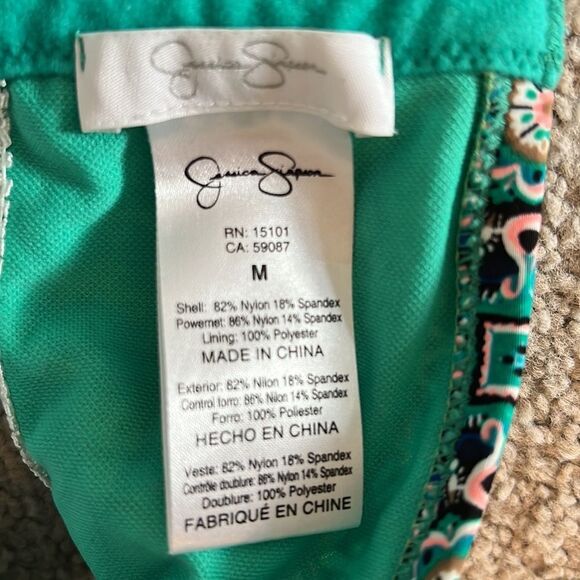 Jessica Simpson
Jessica Simpson
RN: 15101
CA: 59087
M
Shell: 82% Nylon 18% Spandex
Powernet: 86% Nylon 14% Spandex
Lining: 100% Polyester
MADE IN CHINA
Exterior: 82% Nilon 18% Spandex
Control forro: 86% Nilon 14% Spandex
Forro: 100% Polyester
HECHO EN CHINA
Veste: 82% Nylon 18% Spandex
Contrôle doublure: 86% Nylon 14% Spandex
Doublure: 100% Polyester
FABRIQUÉ EN CHINE